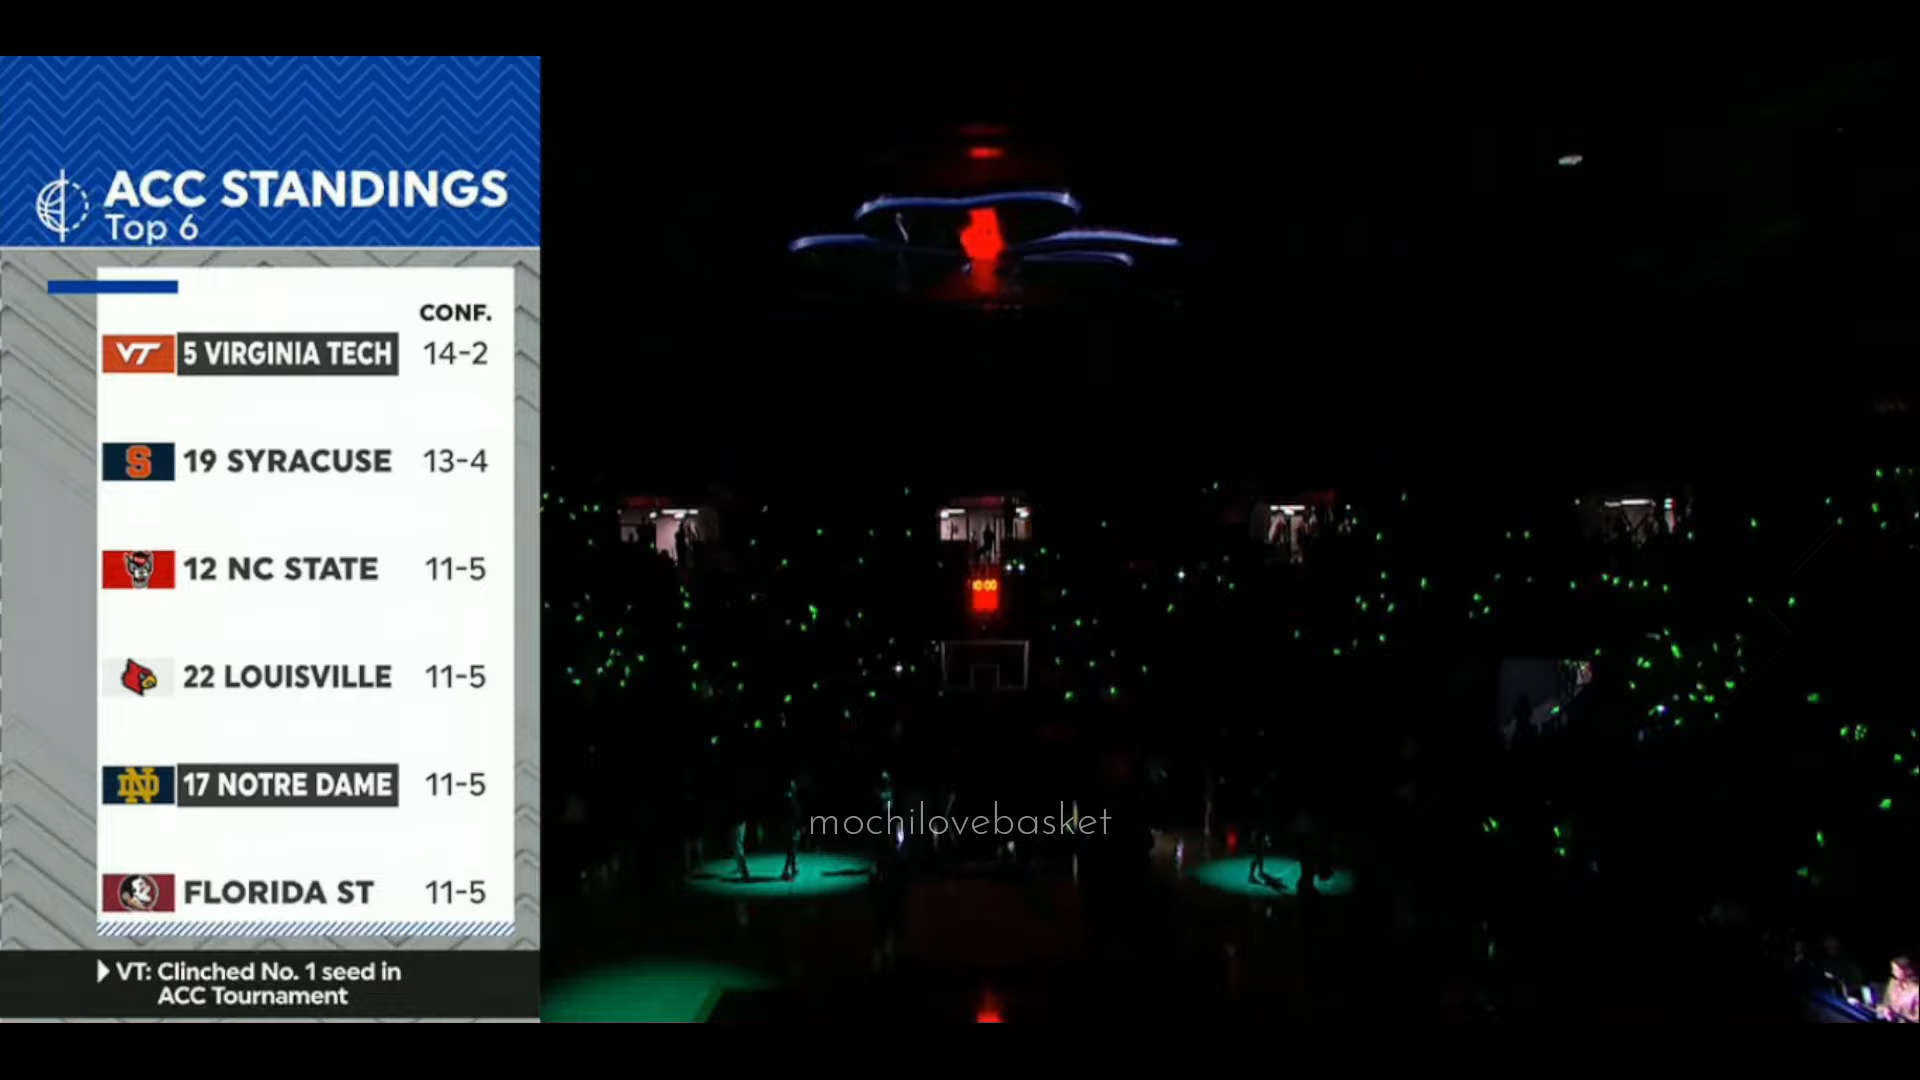 ACC STANDINGS
Top 6
CONF.
VT 5 VIRGINIA TECH 14-2
S 19 SYRACUSE 13-4
12 NC STATE 11-5
22 LOUISVILLE 11-5
ND 17 NOTRE DAME 11-5
FLORIDA ST 11-5
VT: Clinched No. 1 seed in
ACC Tournament
10:00
mochilovebasket